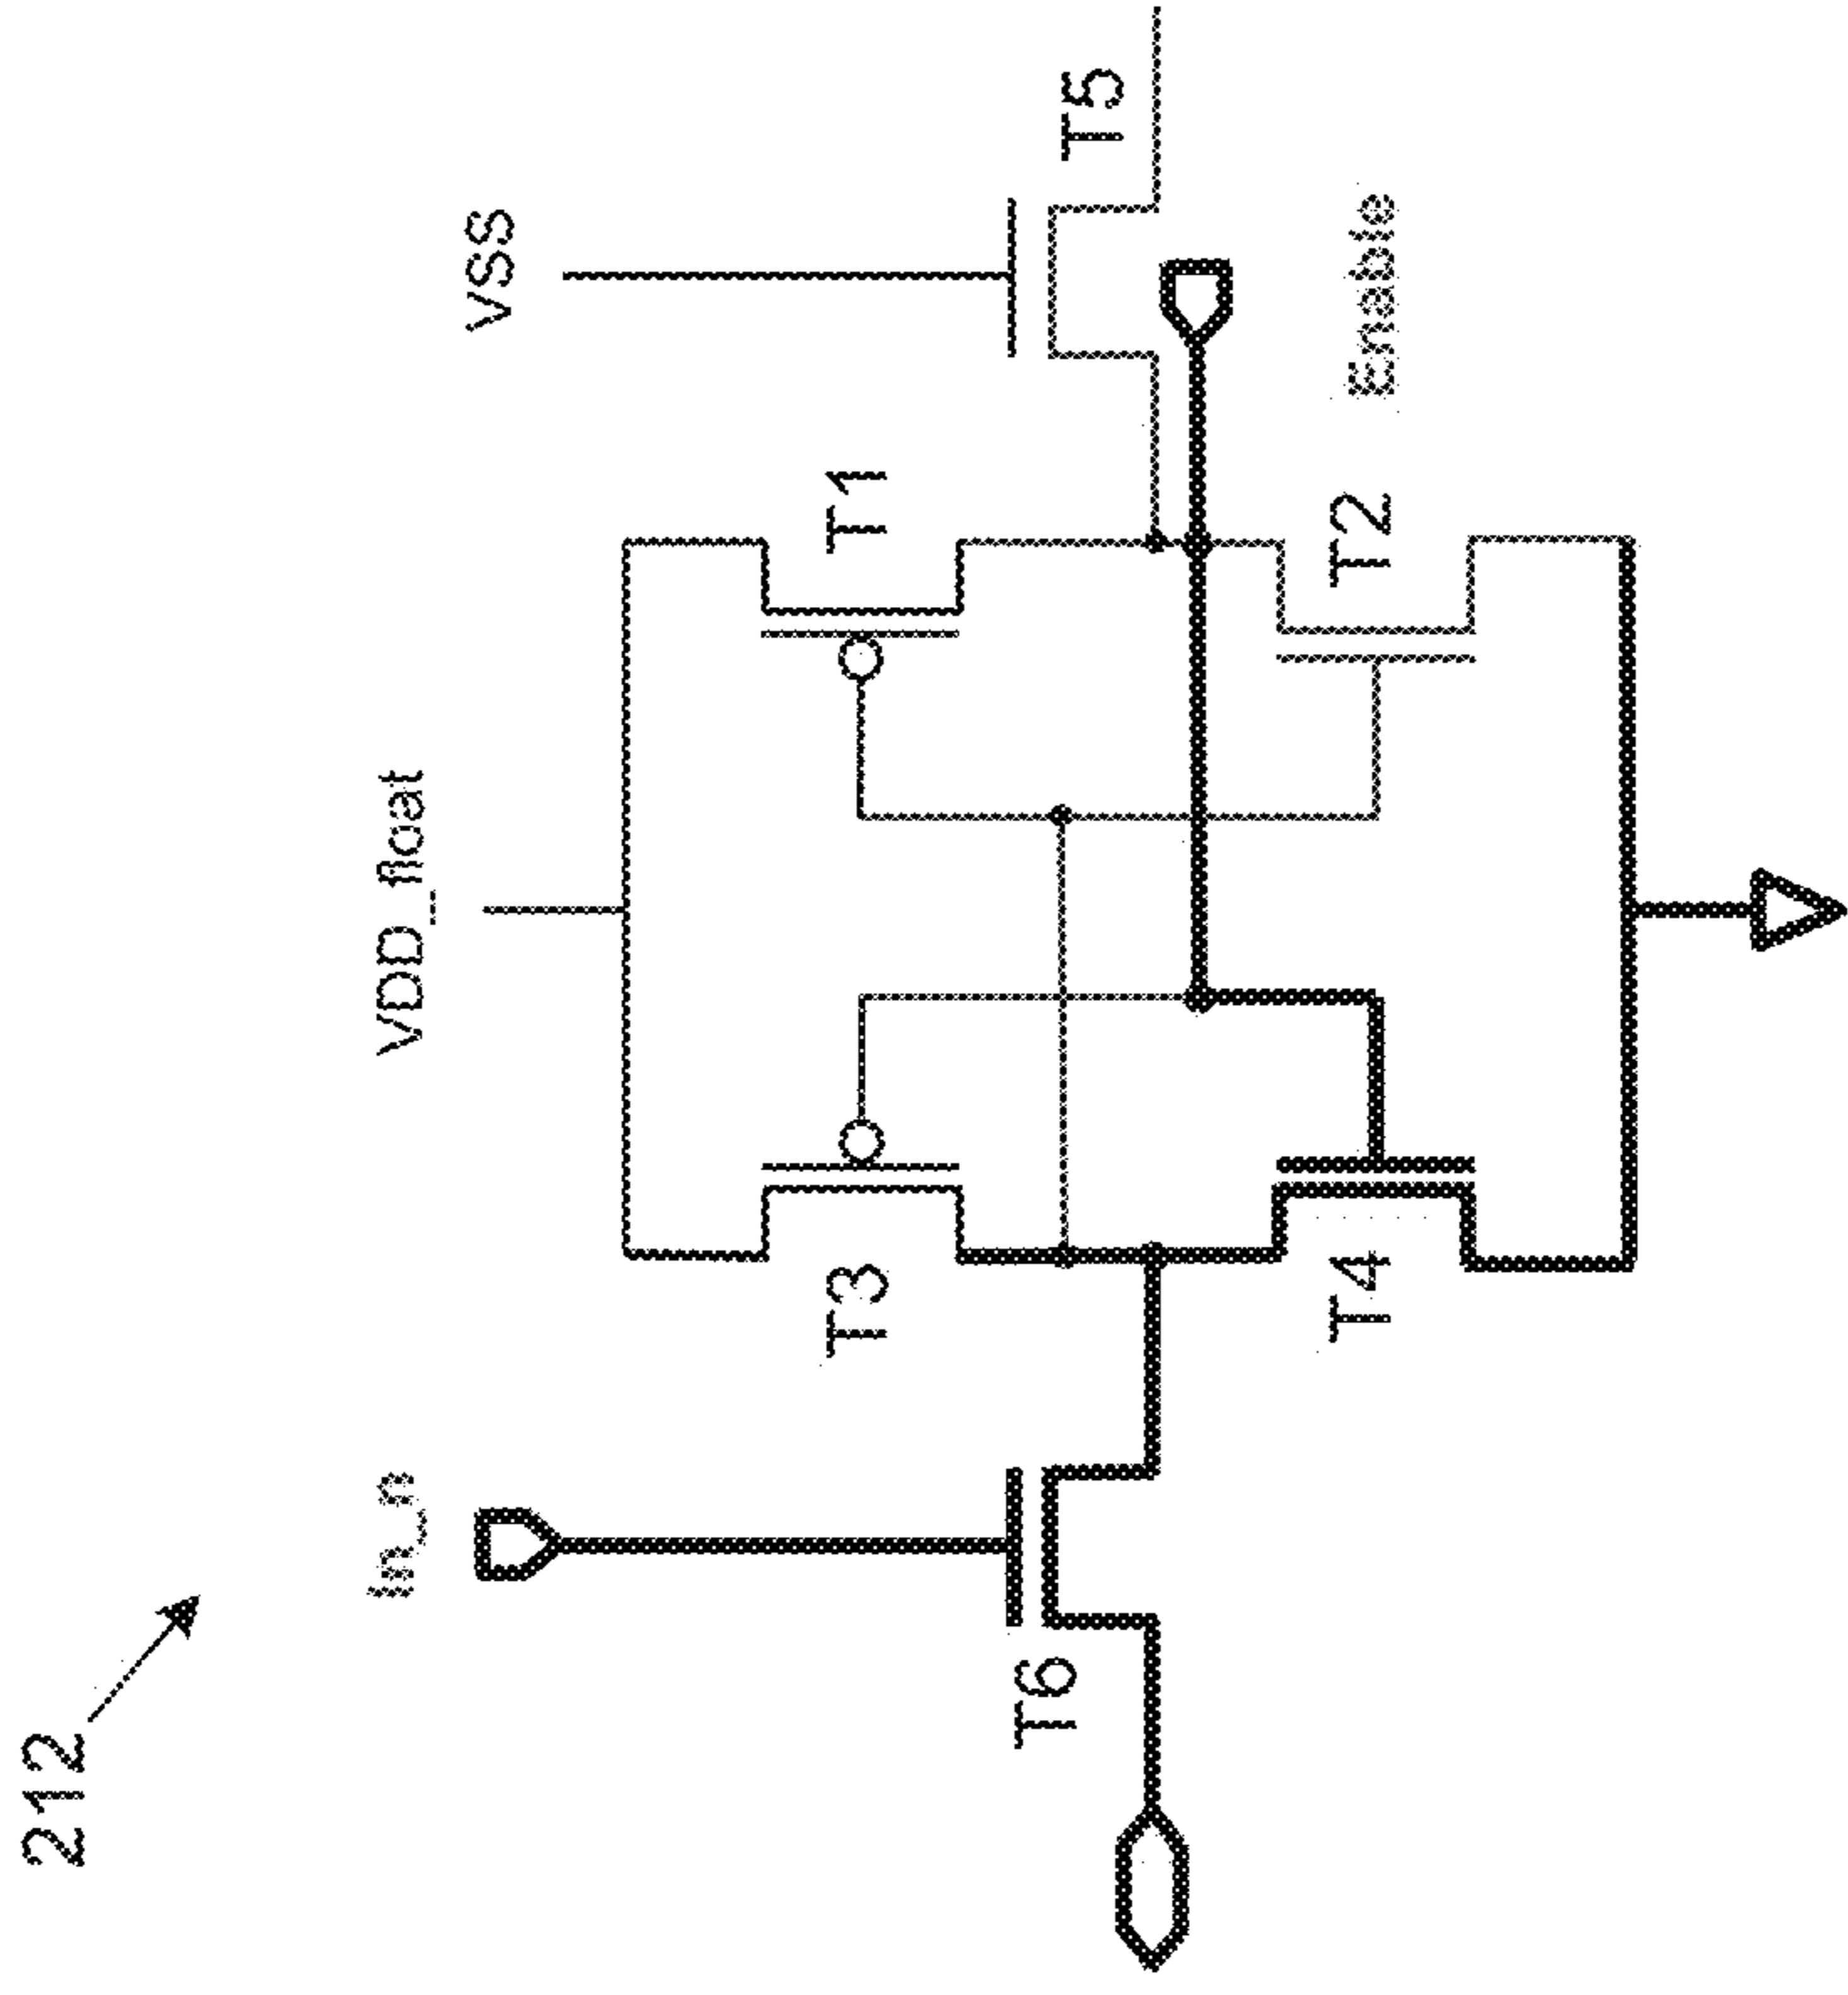 212
In_n
VDD_float
VSS
T3
T1
T6
T5
T4
T2
Enable